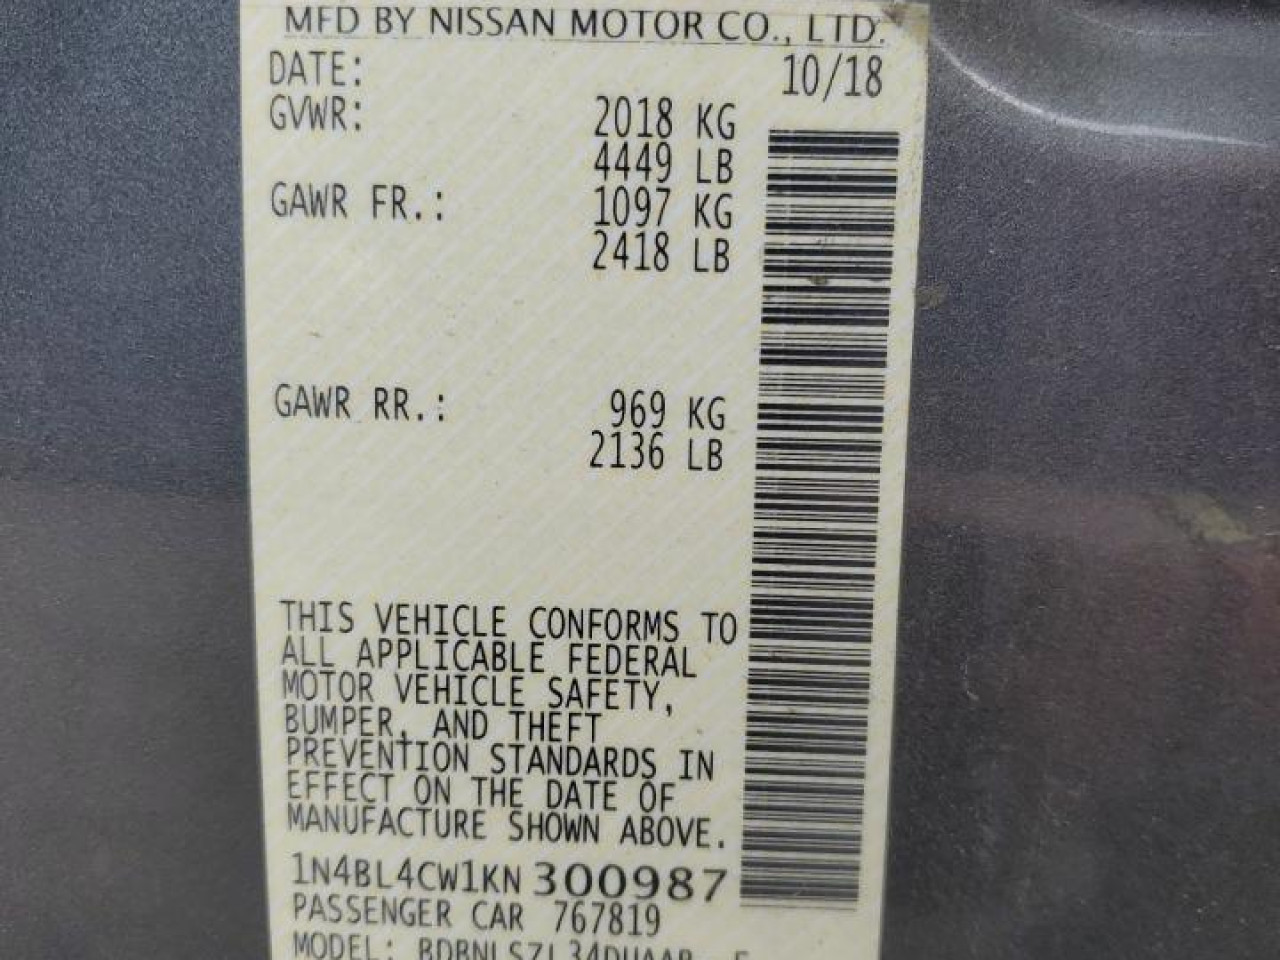 MFD BY NISSAN MOTOR CO., LTD.
DATE: 10/18
GVWR: 2018 KG
4449 LB
GAWR FR.: 1097 KG
2418 LB
GAWR RR.: 969 KG
2136 LB
THIS VEHICLE CONFORMS TO
ALL APPLICABLE FEDERAL
MOTOR VEHICLE SAFETY,
BUMPER, AND THEFT
PREVENTION STANDARDS IN
EFFECT ON THE DATE OF
MANUFACTURE SHOWN ABOVE.
1N4BL4CW1KN300987
PASSENGER CAR 767819
MODEL: